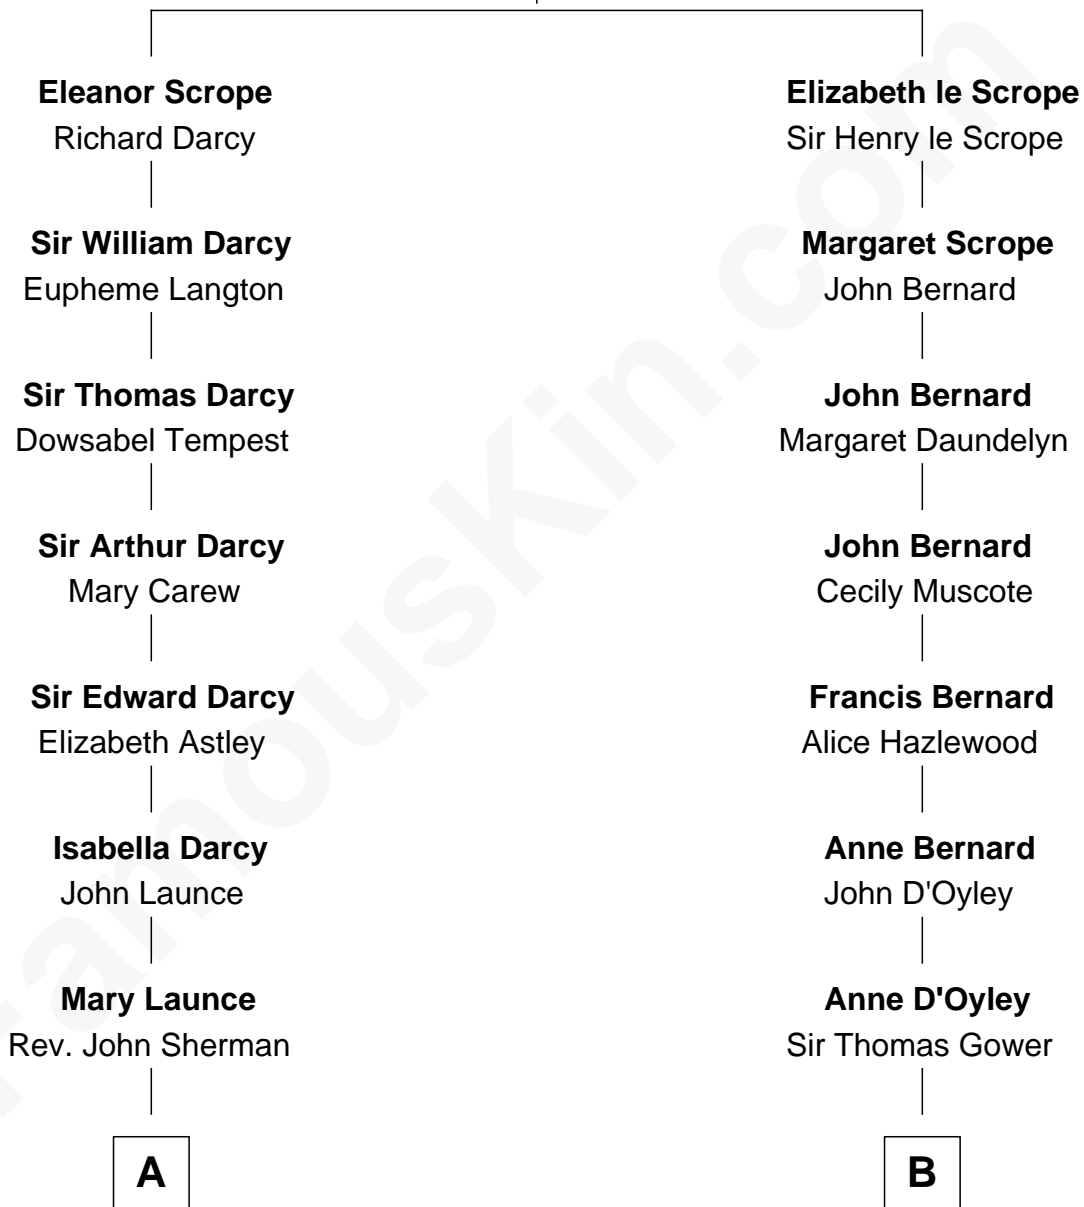 Eleanor Scrope
Richard Darcy
Sir William Darcy
Eupheme Langton
Sir Thomas Darcy
Dowsabel Tempest
Sir Arthur Darcy
Mary Carew
Sir Edward Darcy
Elizabeth Astley
Isabella Darcy
John Launce
Mary Launce
Rev. John Sherman
A
Elizabeth le Scrope
Sir Henry le Scrope
Margaret Scrope
John Bernard
John Bernard
Margaret Daundelyn
John Bernard
Cecily Muscote
Francis Bernard
Alice Hazlewood
Anne Bernard
John D'Oyley
Anne D'Oyley
Sir Thomas Gower
B
FamousKin.com